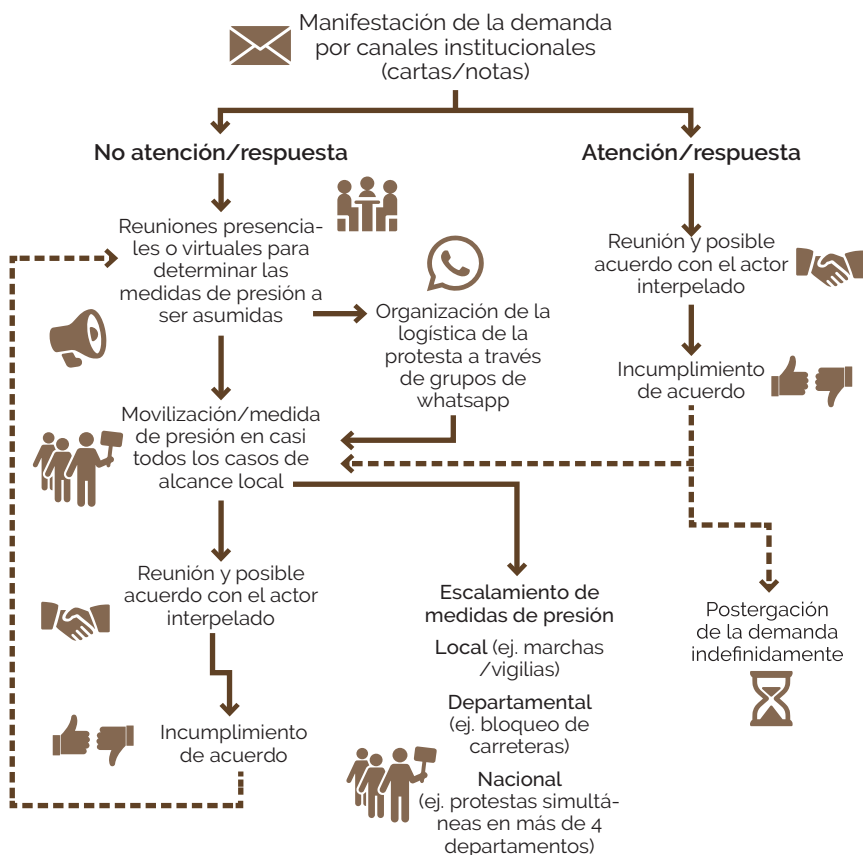 Manifestación de la demanda
por canales institucionales
(cartas/notas)
No atención/respuesta
Reuniones presencia-
les o virtuales para
determinar las
medidas de presión a
ser asumidas
Organización de la
logística de la
protesta a través
de grupos de
whatsapp
Movilización/medida
de presión en casi
todos los casos de
alcance local
Reunión y posible
acuerdo con el actor
interpelado
Incumplimiento
de acuerdo
Escalamiento de
medidas de presión
Local (ej. marchas
/vigilias)
Departamental
(ej. bloqueo de
carreteras)
Nacional
(ej. protestas simultá-
neas en más de 4
departamentos)
Atención/respuesta
Reunión y posible
acuerdo con el actor
interpelado
Incumplimiento
de acuerdo
Postergación
de la demanda
indefinidamente